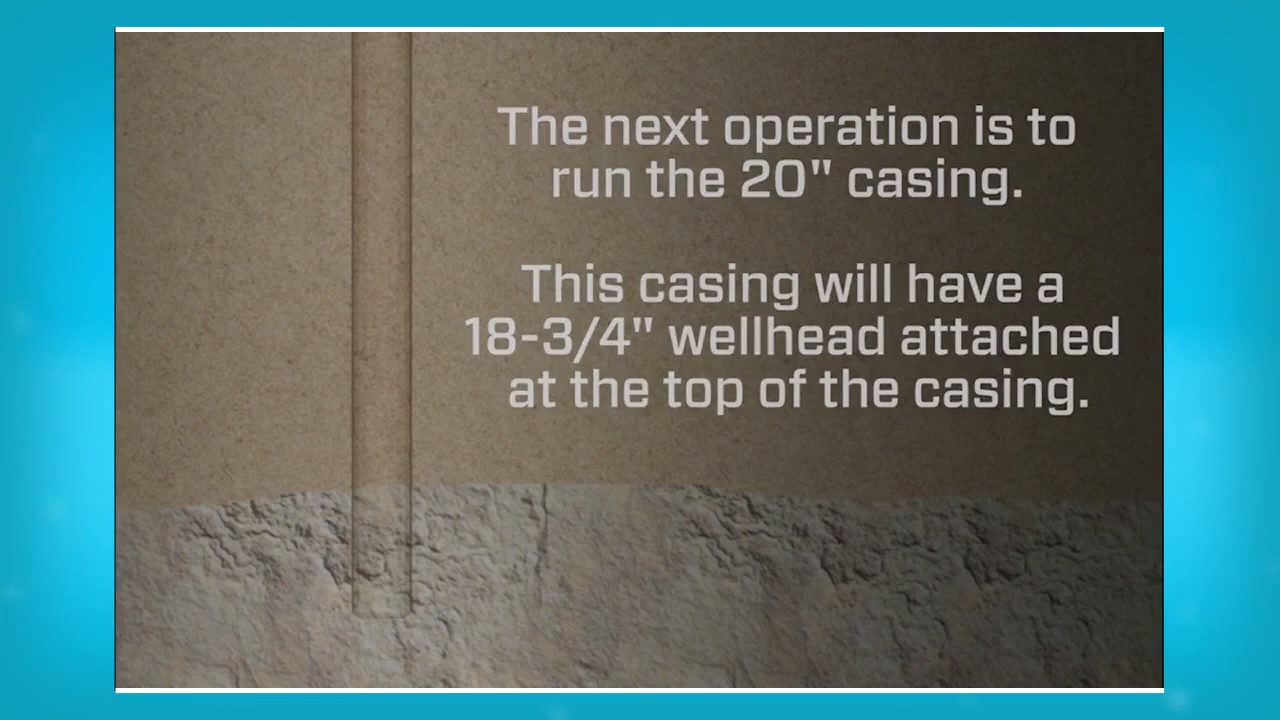 The next operation is to
run the 20" casing.
This casing will have a
18-3/4" wellhead attached
at the top of the casing.